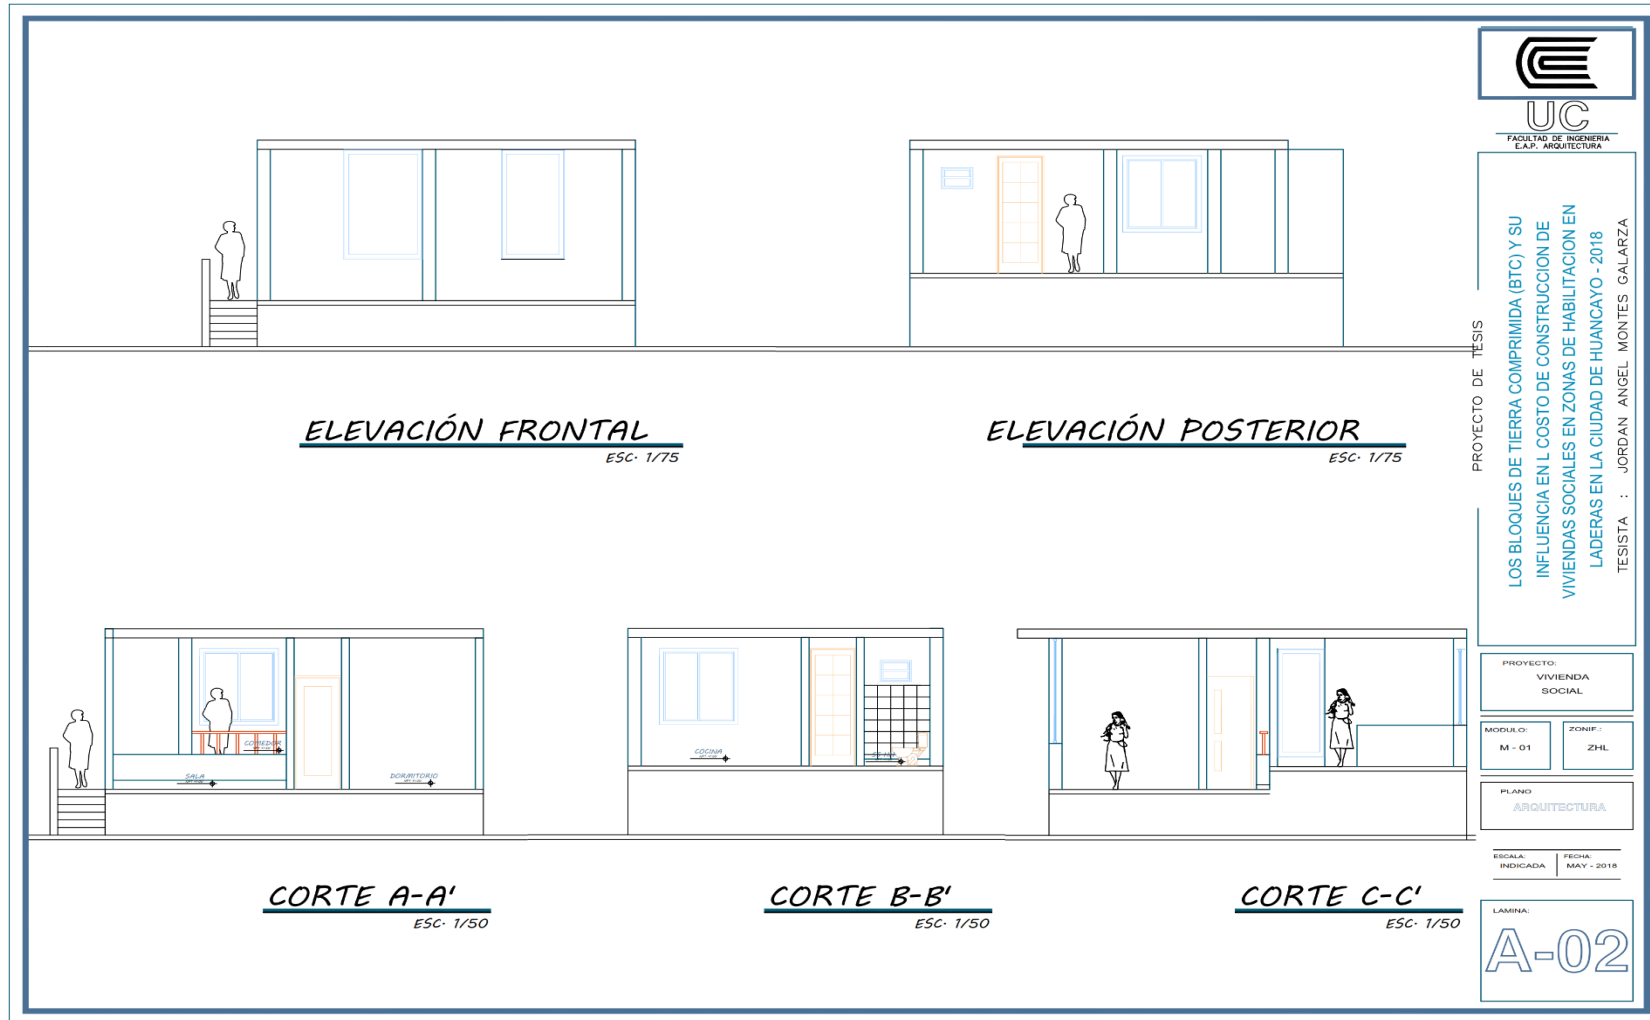 ELEVACIÓN FRONTAL
ESC. 1/75
ELEVACIÓN POSTERIOR
ESC. 1/75
COMEDOR
SALA
DORMITORIO
COCINA
CORTE A-A'
ESC. 1/50
CORTE B-B'
ESC. 1/50
CORTE C-C'
ESC. 1/50
UC
FACULTAD DE INGENIERIA
E.A.P. ARQUITECTURA
PROYECTO DE TESIS
LOS BLOQUES DE TIERRA COMPRIMIDA (BTC) Y SU
INFLUENCIA EN L COSTO DE CONSTRUCCION DE
VIVIENDAS SOCIALES EN ZONAS DE HABILITACION EN
LADERAS EN LA CIUDAD DE HUANCAYO - 2018
TESISTA : JORDAN ANGEL MONTES GALARZA
PROYECTO:
VIVIENDA
SOCIAL
MODULO:
M - 01
ZONIF.:
ZHL
PLANO
ARQUITECTURA
ESCALA:
INDICADA
FECHA:
MAY - 2018
LAMINA:
A-02